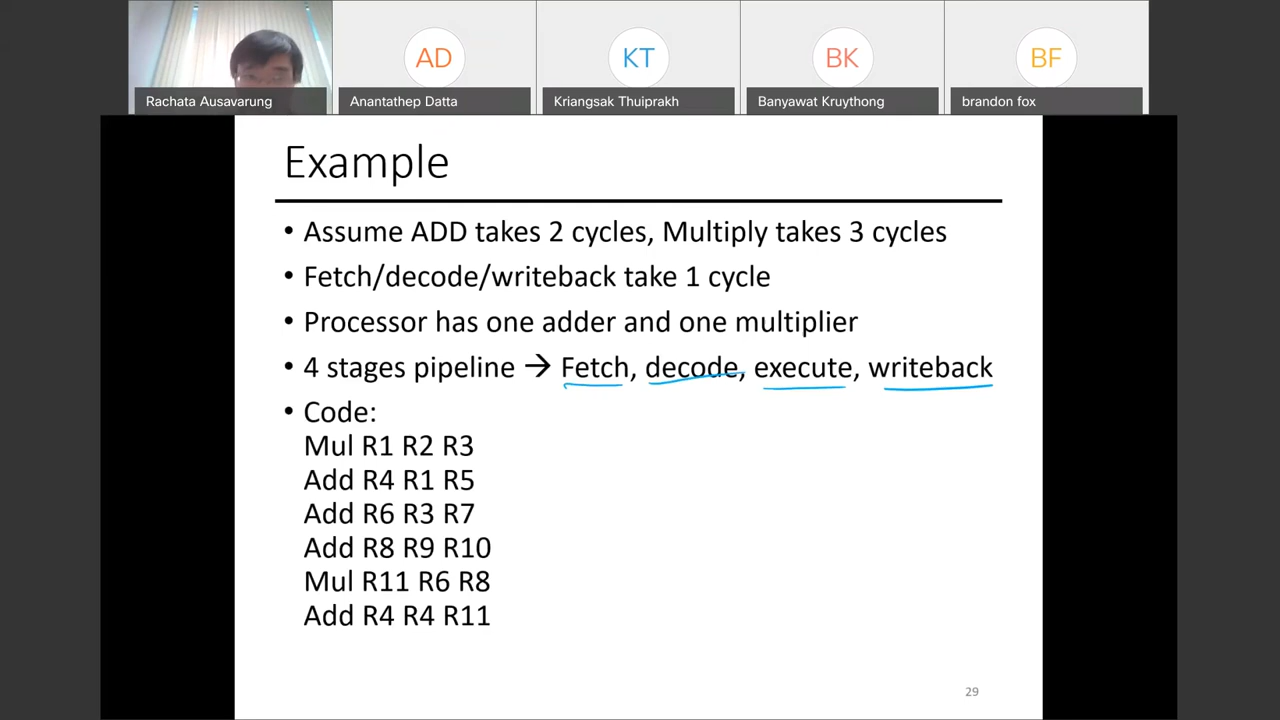 AD
KT
BK
BF
Rachata Ausavarung
Anantathep Datta
Kriangsak Thuiprakh
Banyawat Kruythong
brandon fox
Example
• Assume ADD takes 2 cycles, Multiply takes 3 cycles
• Fetch/decode/writeback take 1 cycle
• Processor has one adder and one multiplier
• 4 stages pipeline → Fetch, decode, execute, writeback
• Code:
Mul R1 R2 R3
Add R4 R1 R5
Add R6 R3 R7
Add R8 R9 R10
Mul R11 R6 R8
Add R4 R4 R11
29